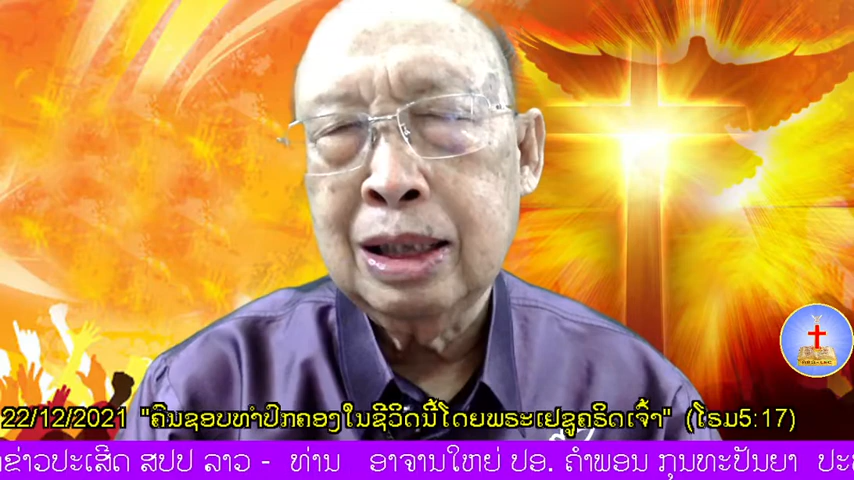 22/12/2021 "ຄົນຊອບທຳປົກຄອງໃນຊີວິດນີ້ໂດຍພຣະເຢຊູຄຣິດເຈົ້າ" (ໂຣມ5:17)
ຂ່າວປະເສີດ ສປປ ລາວ - ທ່ານ ອາຈານໃຫຍ່ ປອ. ຄຳພອນ ກຸນທະປັນຍາ